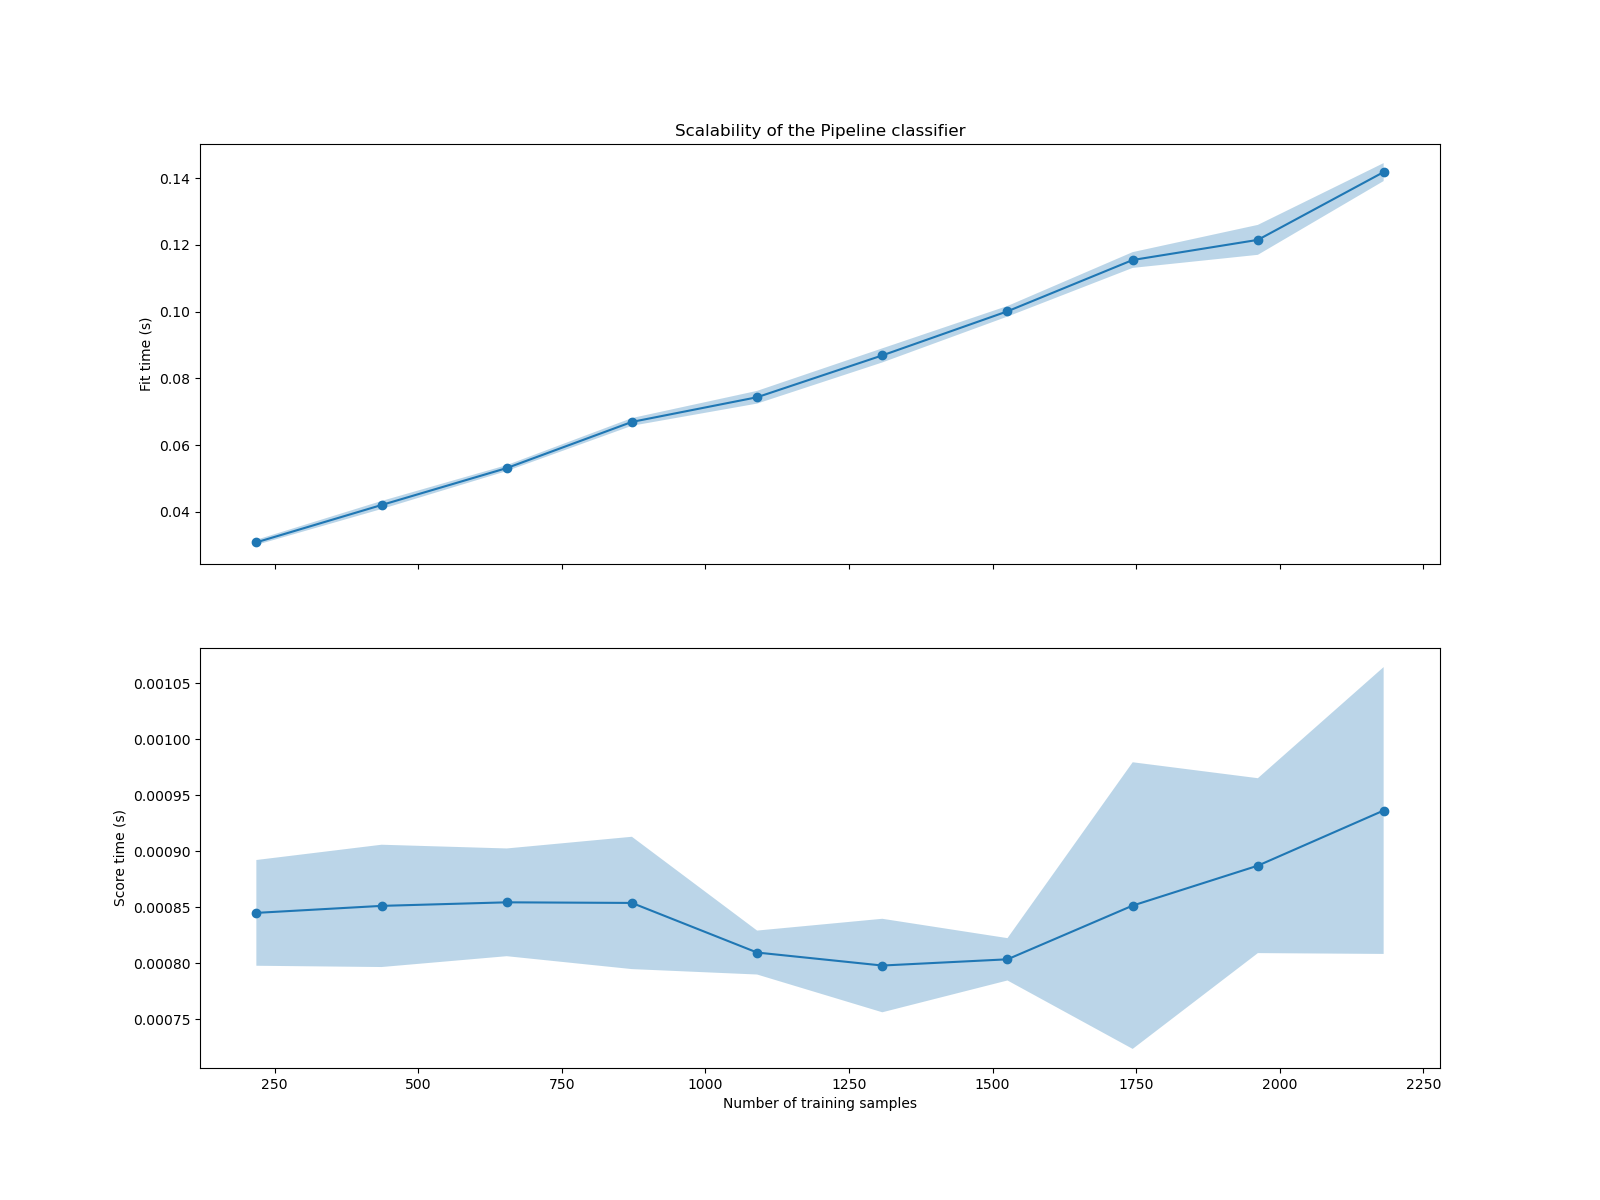 Scalability of the Pipeline classifier
0.14
0.12
0.10
0.08
0.06
0.04
Fit time (s)
0.00105
0.00100
0.00095
0.00090
0.00085
0.00080
0.00075
Score time (s)
250 500 750 1000 1250 1500 1750 2000 2250
Number of training samples